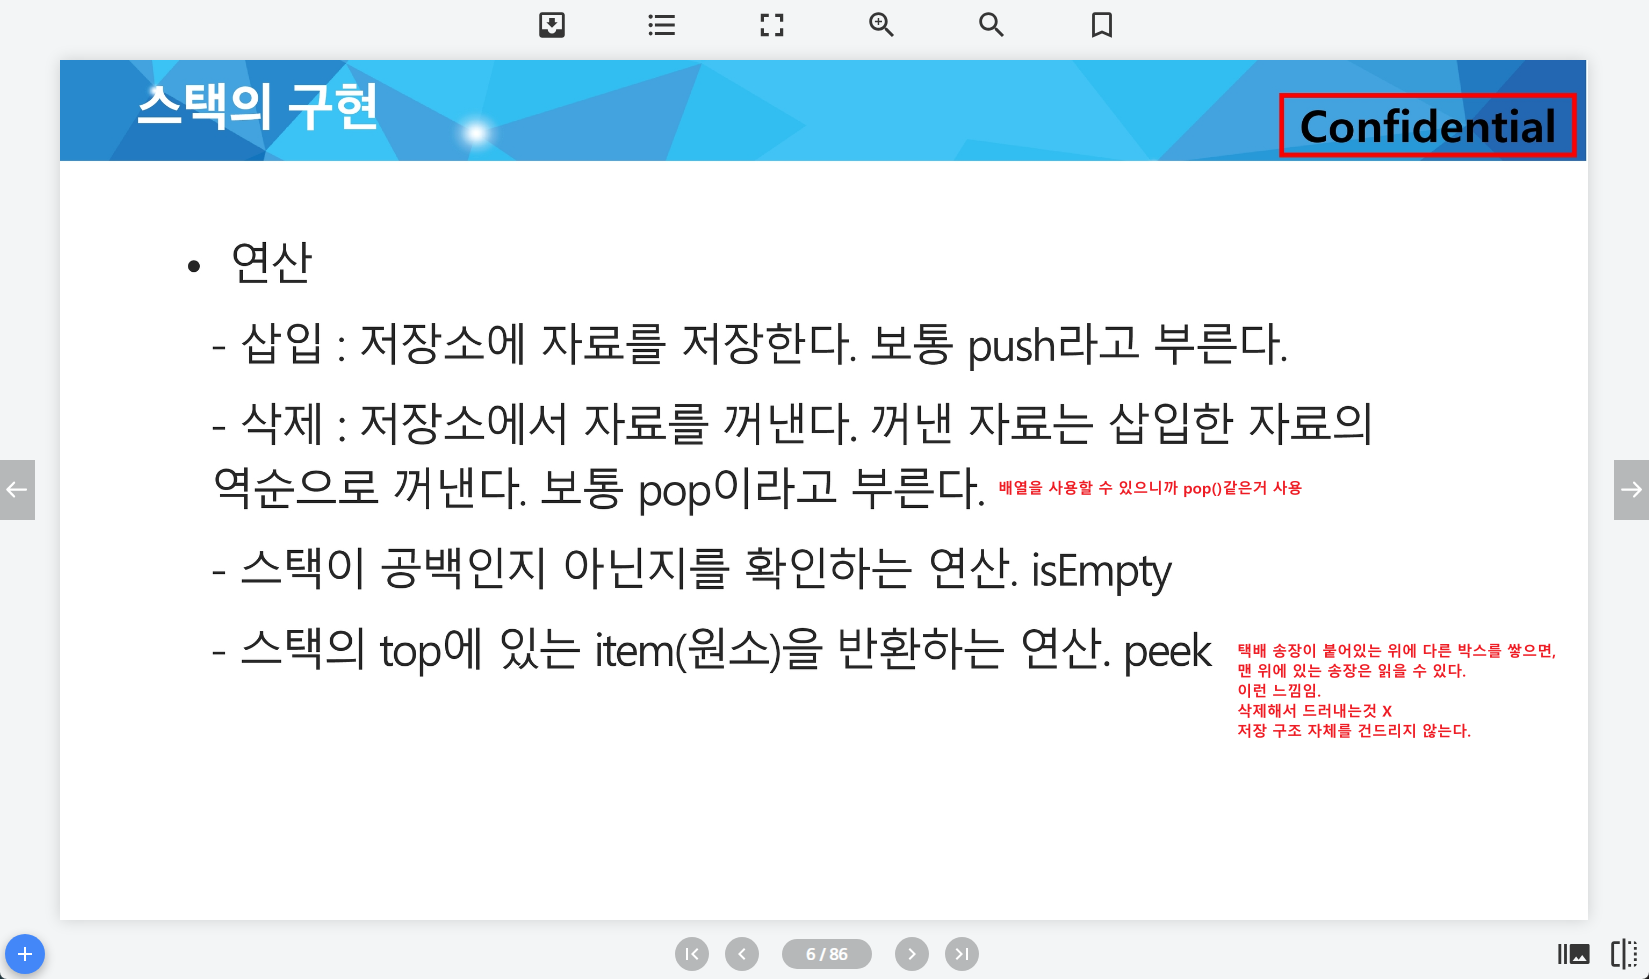 스택의 구현
Confidential
• 연산
- 삽입 : 저장소에 자료를 저장한다. 보통 push라고 부른다.
- 삭제 : 저장소에서 자료를 꺼낸다. 꺼낸 자료는 삽입한 자료의
역순으로 꺼낸다. 보통 pop이라고 부른다. 배열을 사용할 수 있으니까 pop()같은거 사용
- 스택이 공백인지 아닌지를 확인하는 연산. isEmpty
- 스택의 top에 있는 item(원소)을 반환하는 연산. peek
택배 송장이 붙어있는 위에 다른 박스를 쌓으면,
맨 위에 있는 송장은 읽을 수 있다.
이런 느낌임.
삭제해서 드러내는것 X
저장 구조 자체를 건드리지 않는다.
6 / 86